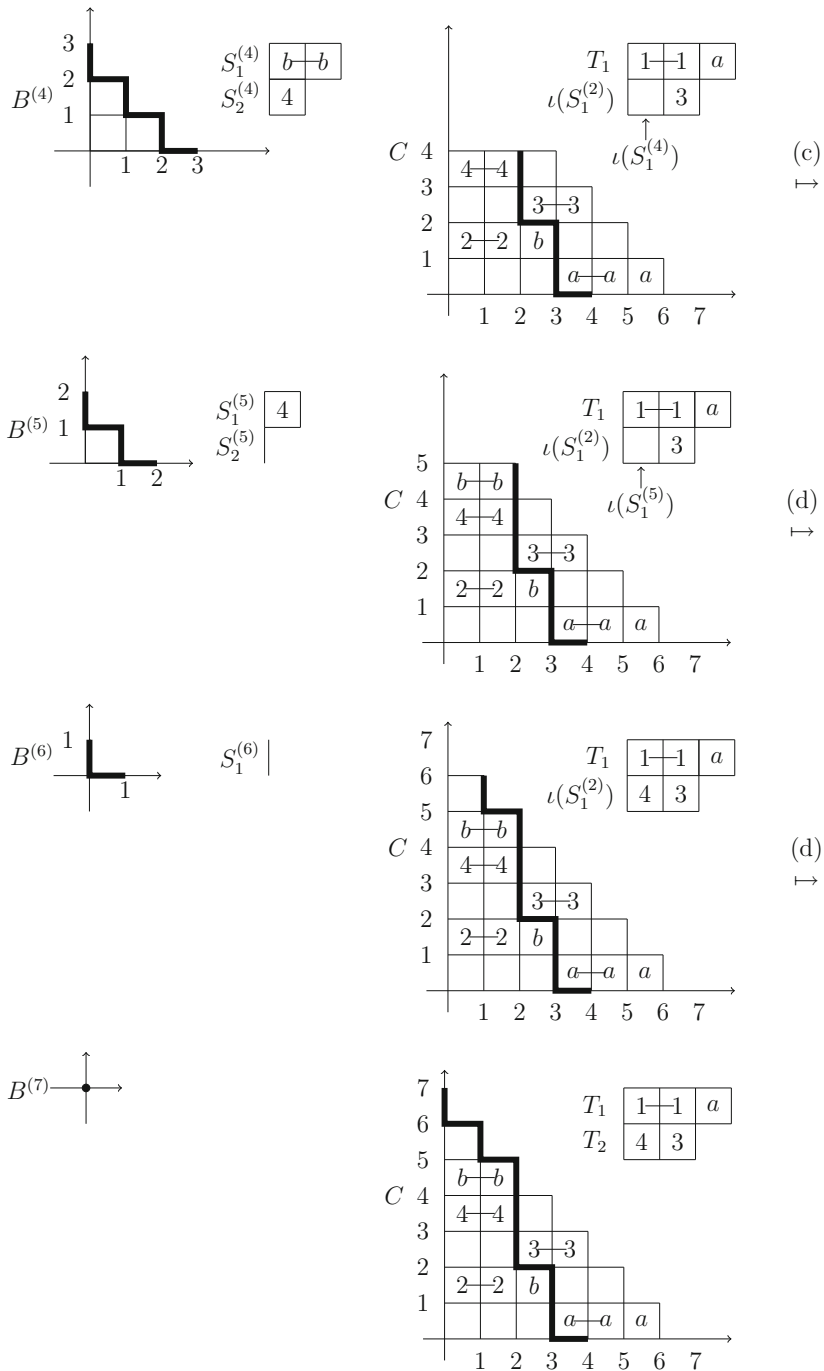 3 S_1^{(4)} b b T_1 1 1 a
2 S_2^{(4)} 4 ι(S_1^{(2)}) 3
B^{(4)} 1 ι(S_1^{(4)})
1 2 3
C 4 (c)
4 4 ↦
3
3 3
2
2 2 b
1
a a a
1 2 3 4 5 6 7
2 S_1^{(5)} 4 T_1 1 1 a
B^{(5)} 1 S_2^{(5)} ι(S_1^{(2)}) 3
1 2 5 ι(S_1^{(5)}) (d)
b b ↦
C 4
4 4
3
3 3
2
2 2 b
1
a a a
1 2 3 4 5 6 7
B^{(6)} 1 S_1^{(6)} 7 T_1 1 1 a
1 6 ι(S_1^{(2)}) 4 3
5
b b
C 4 (d)
4 4 ↦
3
3 3
2
2 2 b
1
a a a
1 2 3 4 5 6 7
B^{(7)} 7 T_1 1 1 a
6 T_2 4 3
5
b b
C 4
4 4
3
3 3
2
2 2 b
1
a a a
1 2 3 4 5 6 7